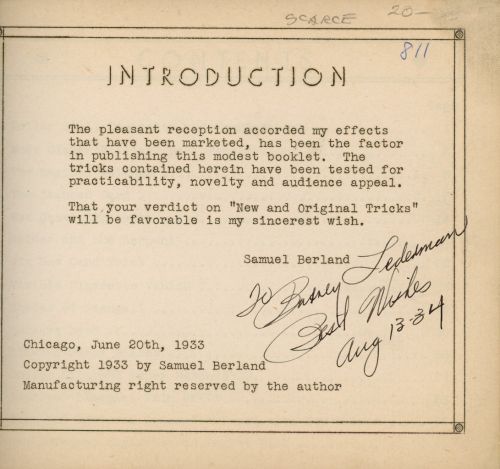 SCARCE 20—
811
INTRODUCTION
The pleasant reception accorded my effects
that have been marketed, has been the factor
in publishing this modest booklet. The
tricks contained herein have been tested for
practicability, novelty and audience appeal.
That your verdict on "New and Original Tricks"
will be favorable is my sincerest wish.
Samuel Berland
To Lederman
Best Wishes
Aug 13-34
Chicago, June 20th, 1933
Copyright 1933 by Samuel Berland
Manufacturing right reserved by the author